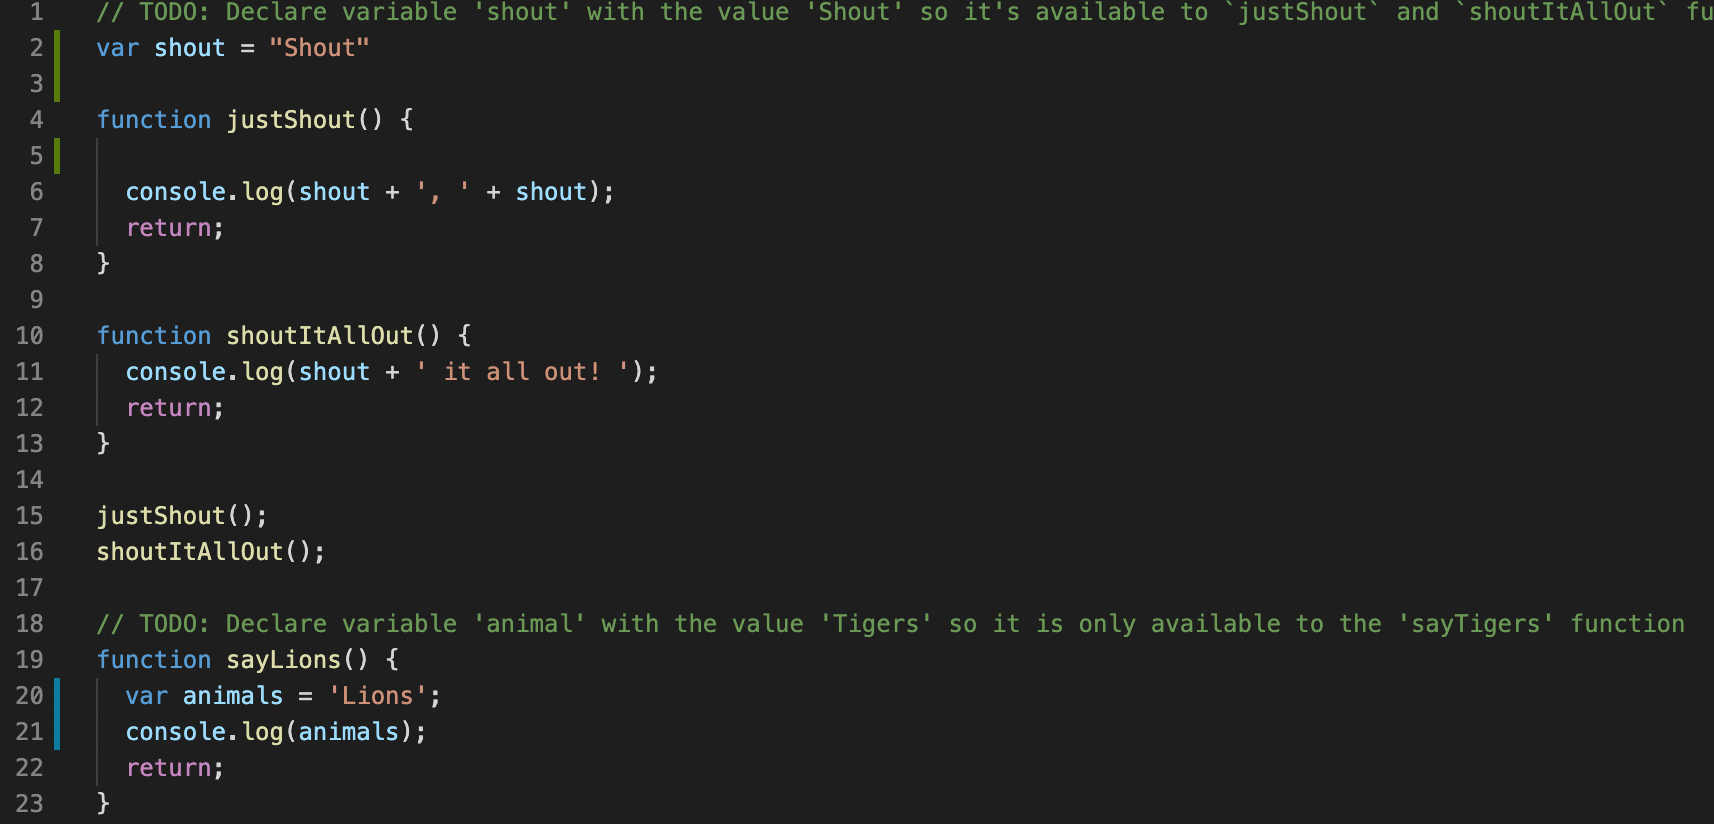 1 // TODO: Declare variable 'shout' with the value 'Shout' so it's available to `justShout` and `shoutItAllOut` fu
2 var shout = "Shout"
3
4 function justShout() {
5
6 console.log(shout + ', ' + shout);
7 return;
8 }
9
10 function shoutItAllOut() {
11 console.log(shout + ' it all out! ');
12 return;
13 }
14
15 justShout();
16 shoutItAllOut();
17
18 // TODO: Declare variable 'animal' with the value 'Tigers' so it is only available to the 'sayTigers' function
19 function sayLions() {
20 var animals = 'Lions';
21 console.log(animals);
22 return;
23 }